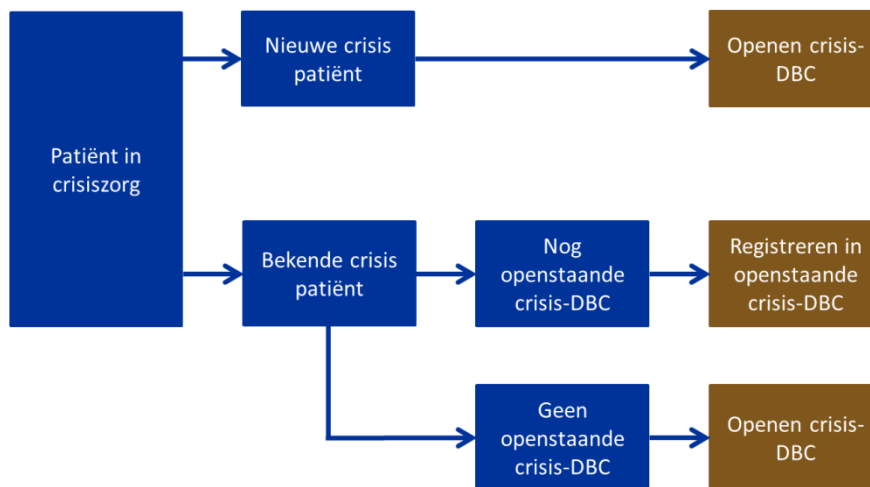 Nieuwe crisis
patiënt
Openen crisis-
DBC
Patiënt in
crisiszorg
Bekende crisis
patiënt
Nog
openstaande
crisis-DBC
Registreren in
openstaande
crisis-DBC
Geen
openstaande
crisis-DBC
Openen crisis-
DBC